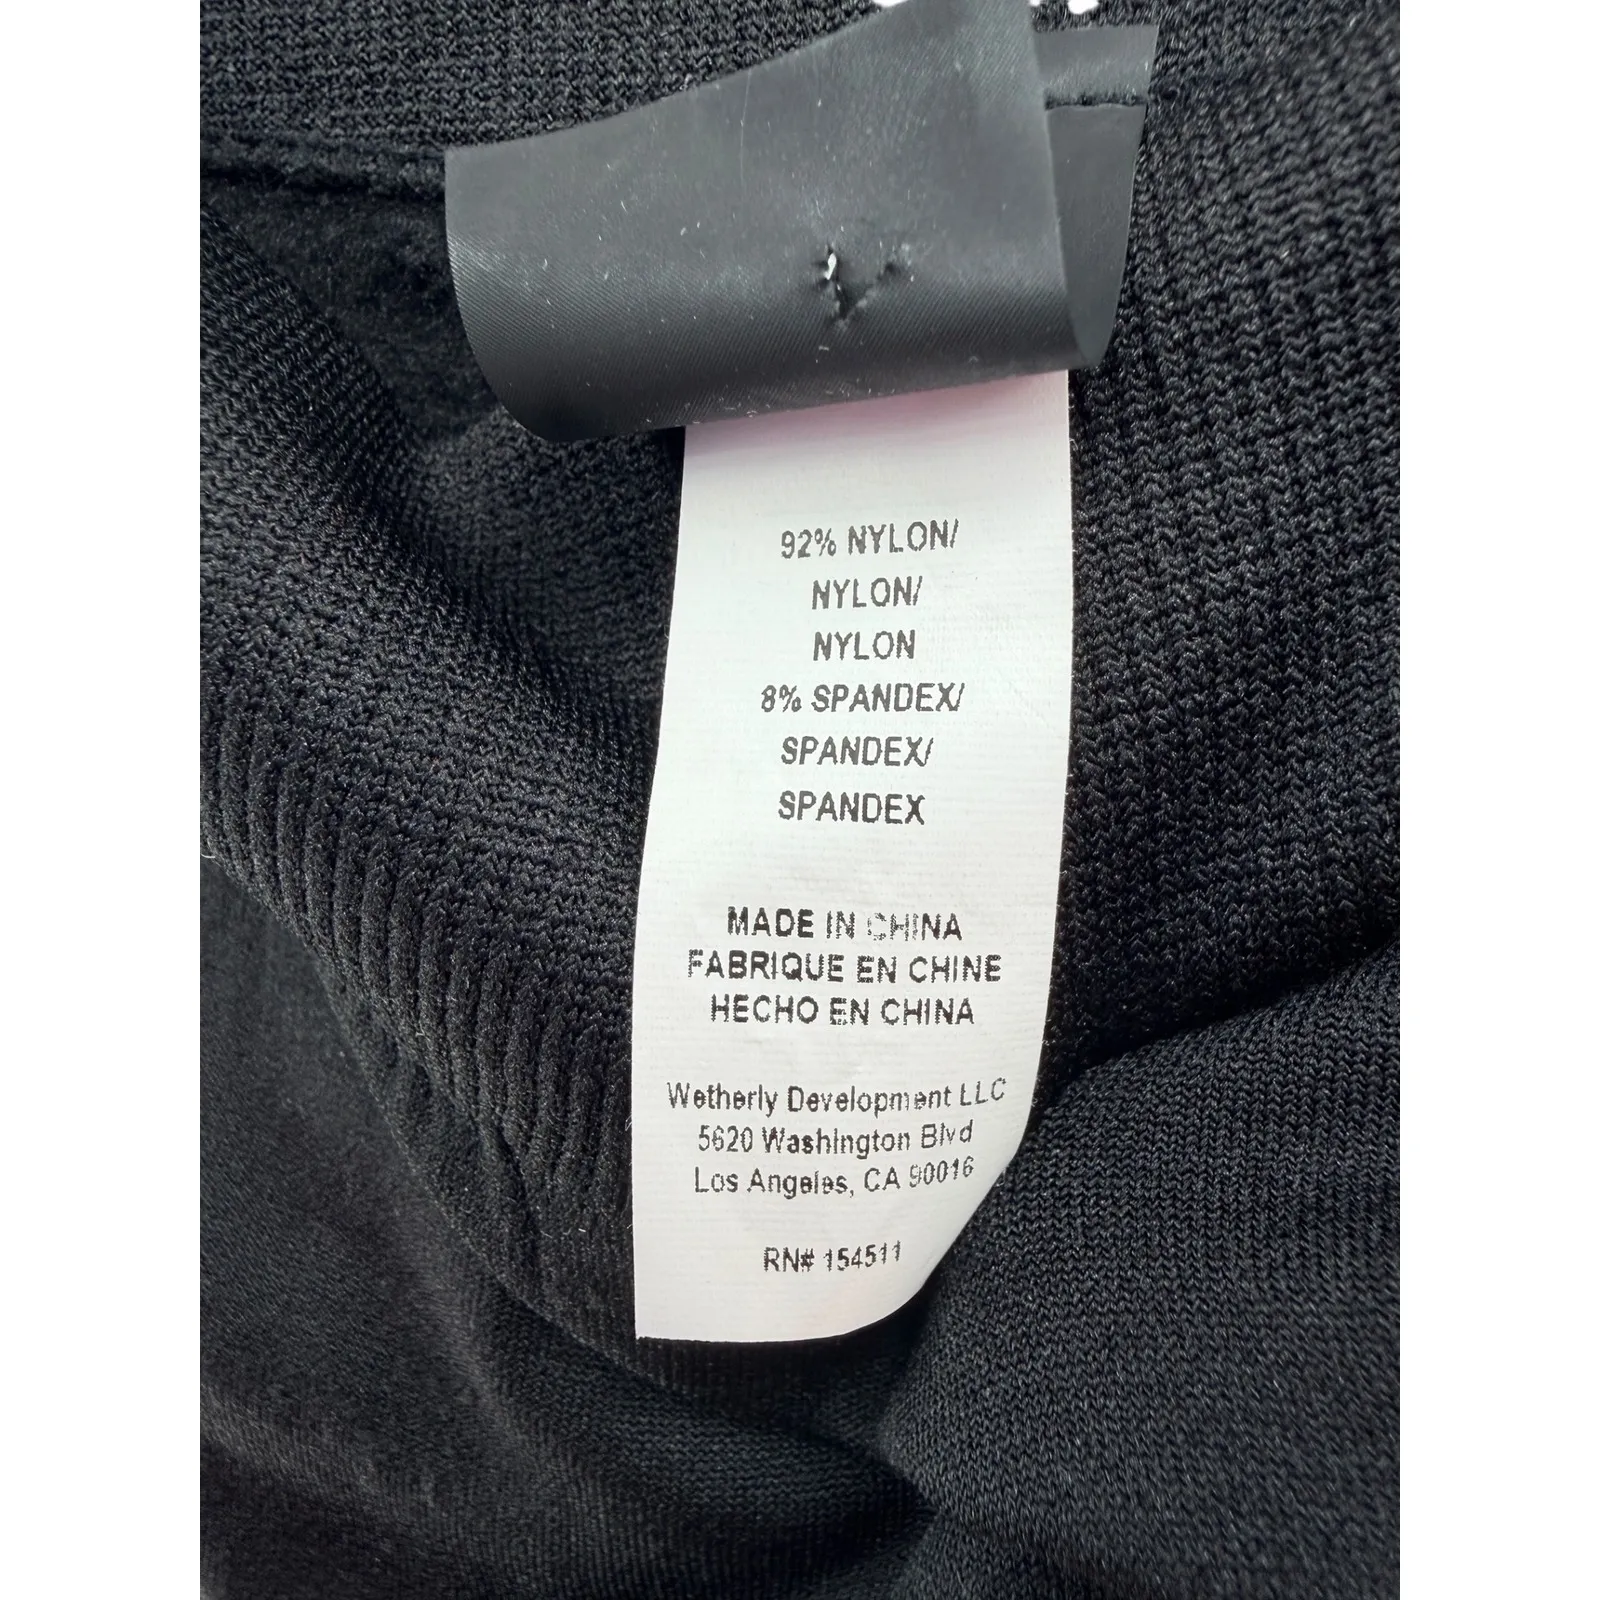 92% NYLON/
NYLON/
NYLON
8% SPANDEX/
SPANDEX/
SPANDEX
MADE IN CHINA
FABRIQUE EN CHINE
HECHO EN CHINA
Wetherly Development LLC
5620 Washington Blvd
Los Angeles, CA 90016
RN# 154511